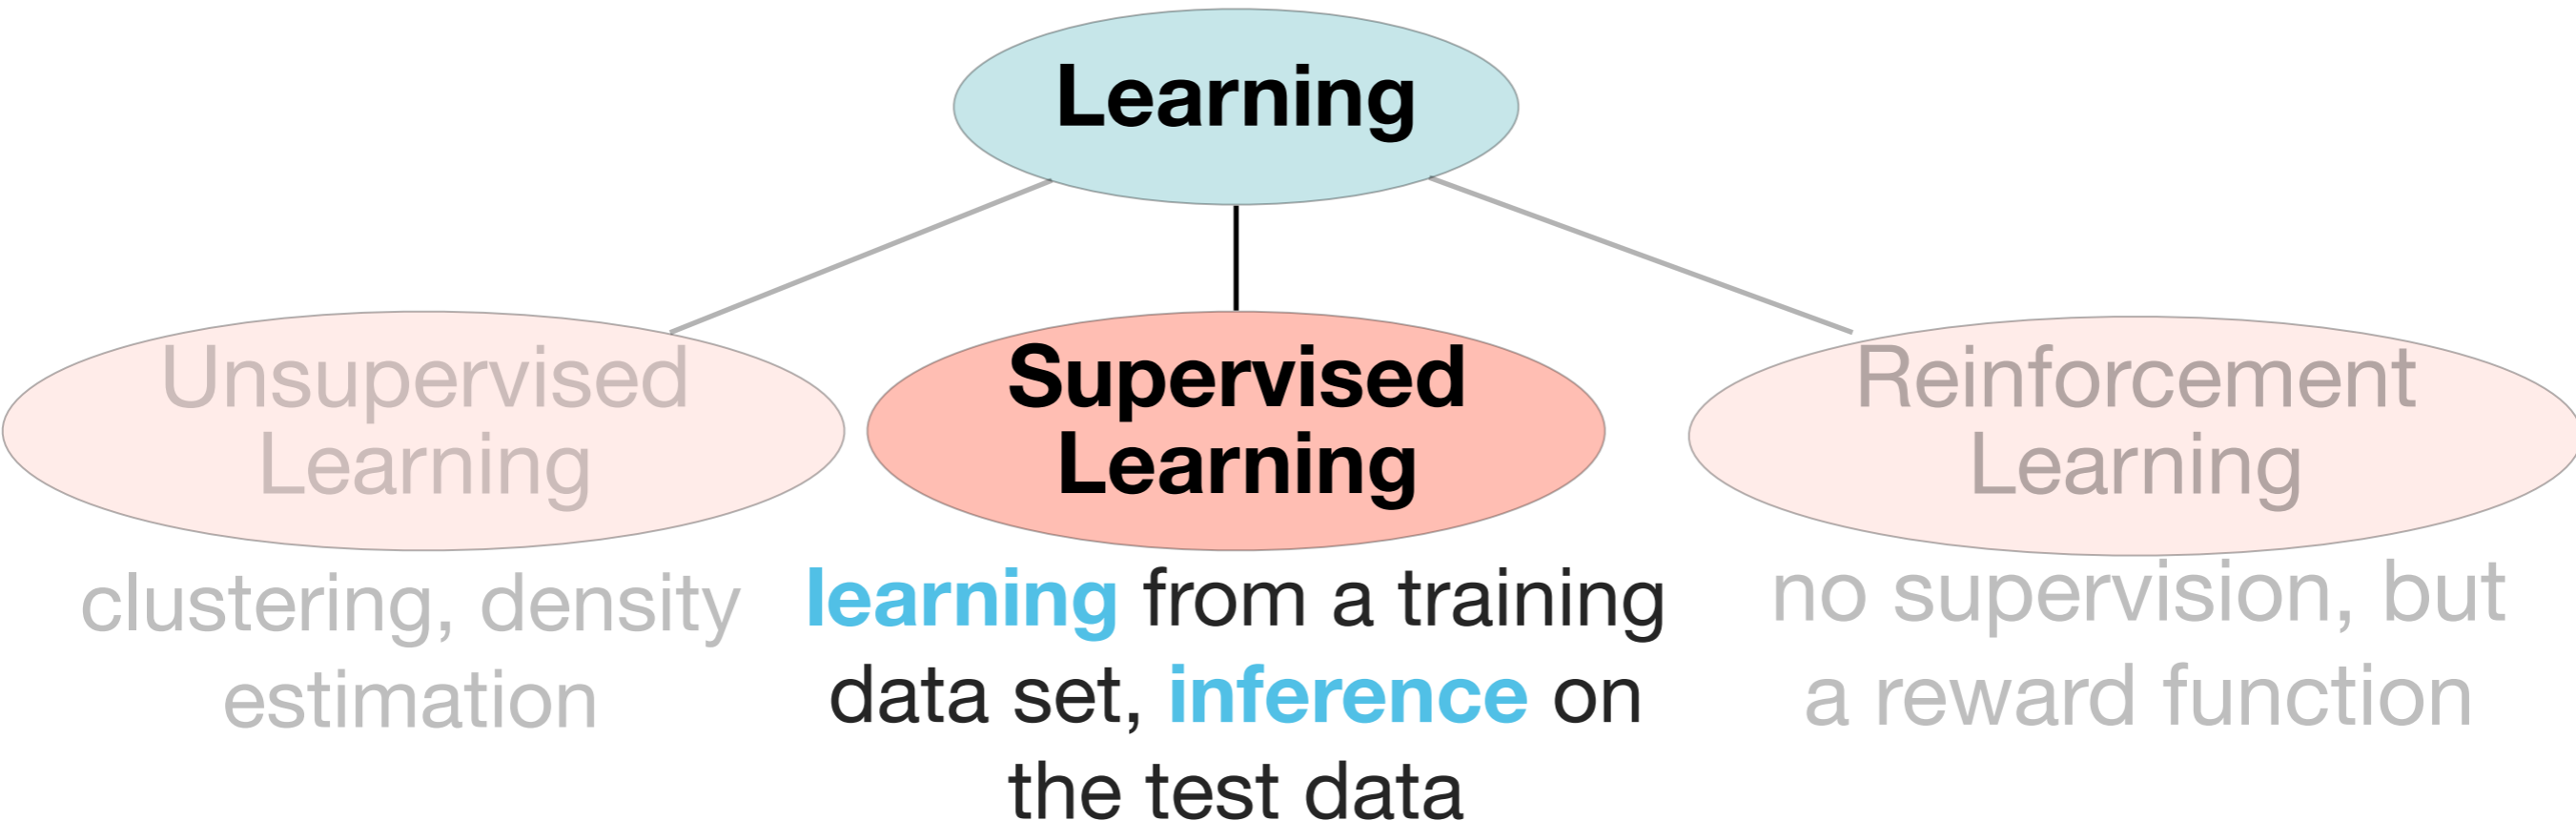 Learning
Unsupervised
Learning
clustering, density
estimation
Supervised
Learning
learning from a training
data set, inference on
the test data
Reinforcement
Learning
no supervision, but
a reward function